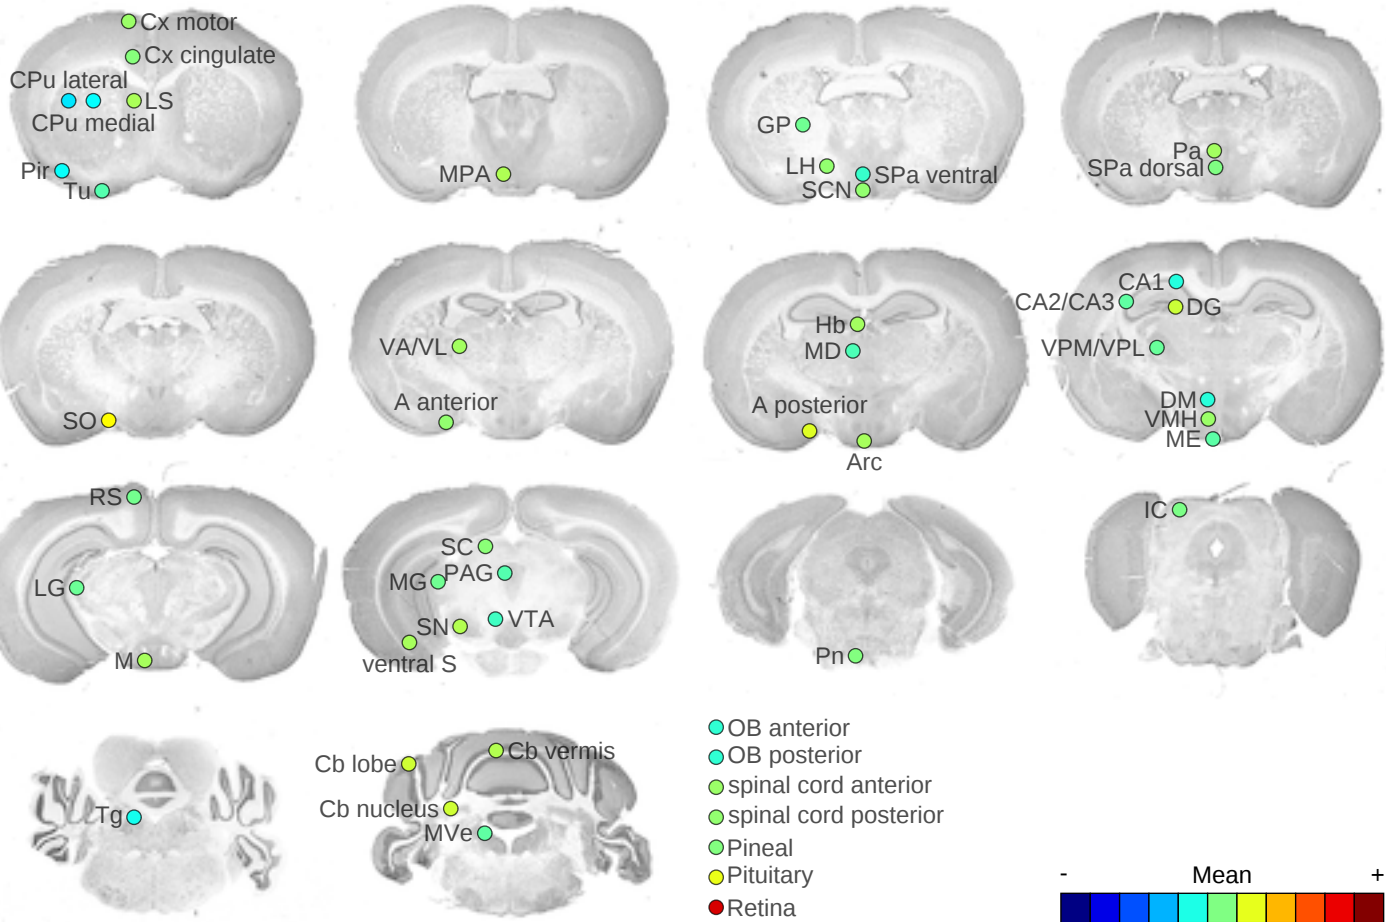 Cx motor
Cx cingulate
CPu lateral
LS
CPu medial
Pir
Tu
MPA
GP
LH
SPa ventral
SCN
Pa
SPa dorsal
SO
VA/VL
A anterior
Hb
MD
A posterior
Arc
CA1
CA2/CA3
DG
VPM/VPL
DM
VMH
ME
RS
LG
M
SC
MG
PAG
SN
VTA
ventral S
Pn
IC
Tg
Cb lobe
Cb vermis
Cb nucleus
MVe
OB anterior
OB posterior
spinal cord anterior
spinal cord posterior
Pineal
Pituitary
Retina
- Mean +